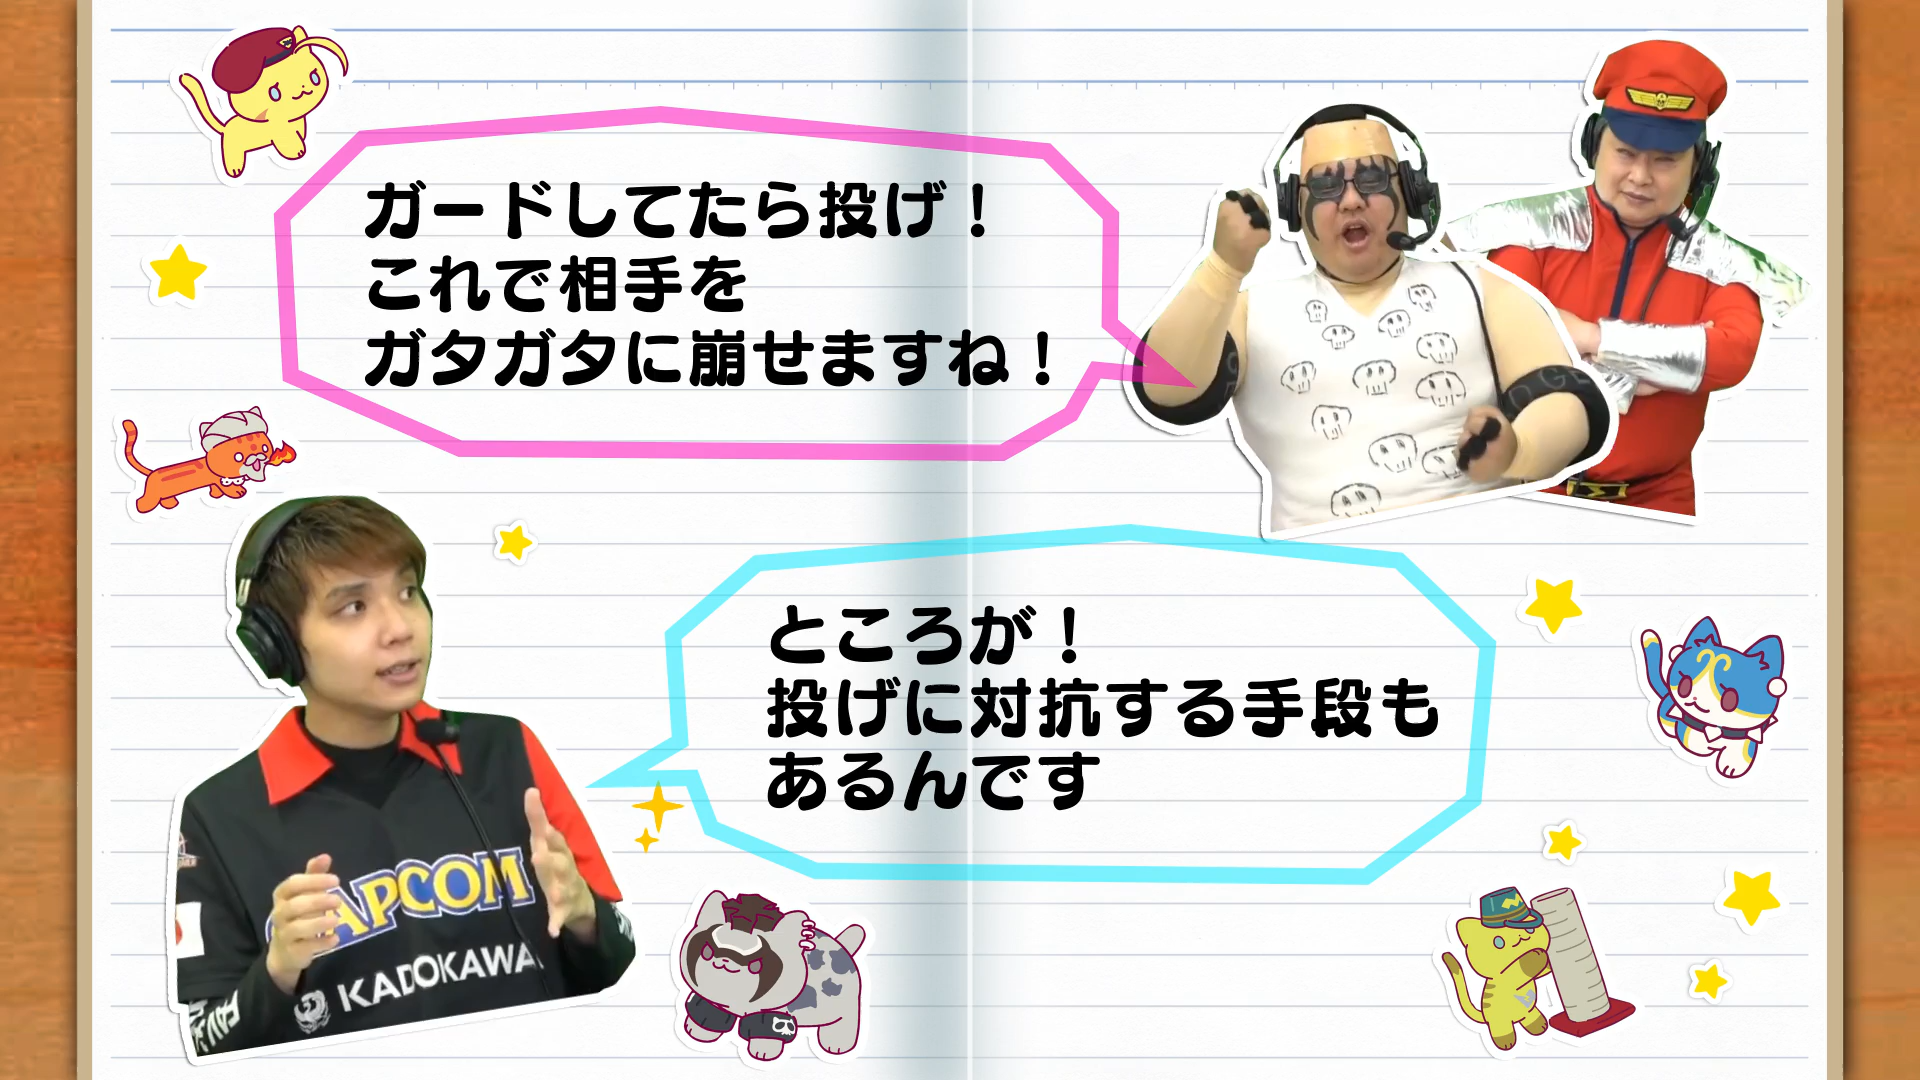 ガードしてたら投げ！
これで相手を
ガタガタに崩せますね！
ところが！
投げに対抗する手段も
あるんです
CAPCOM
KADOKAWA